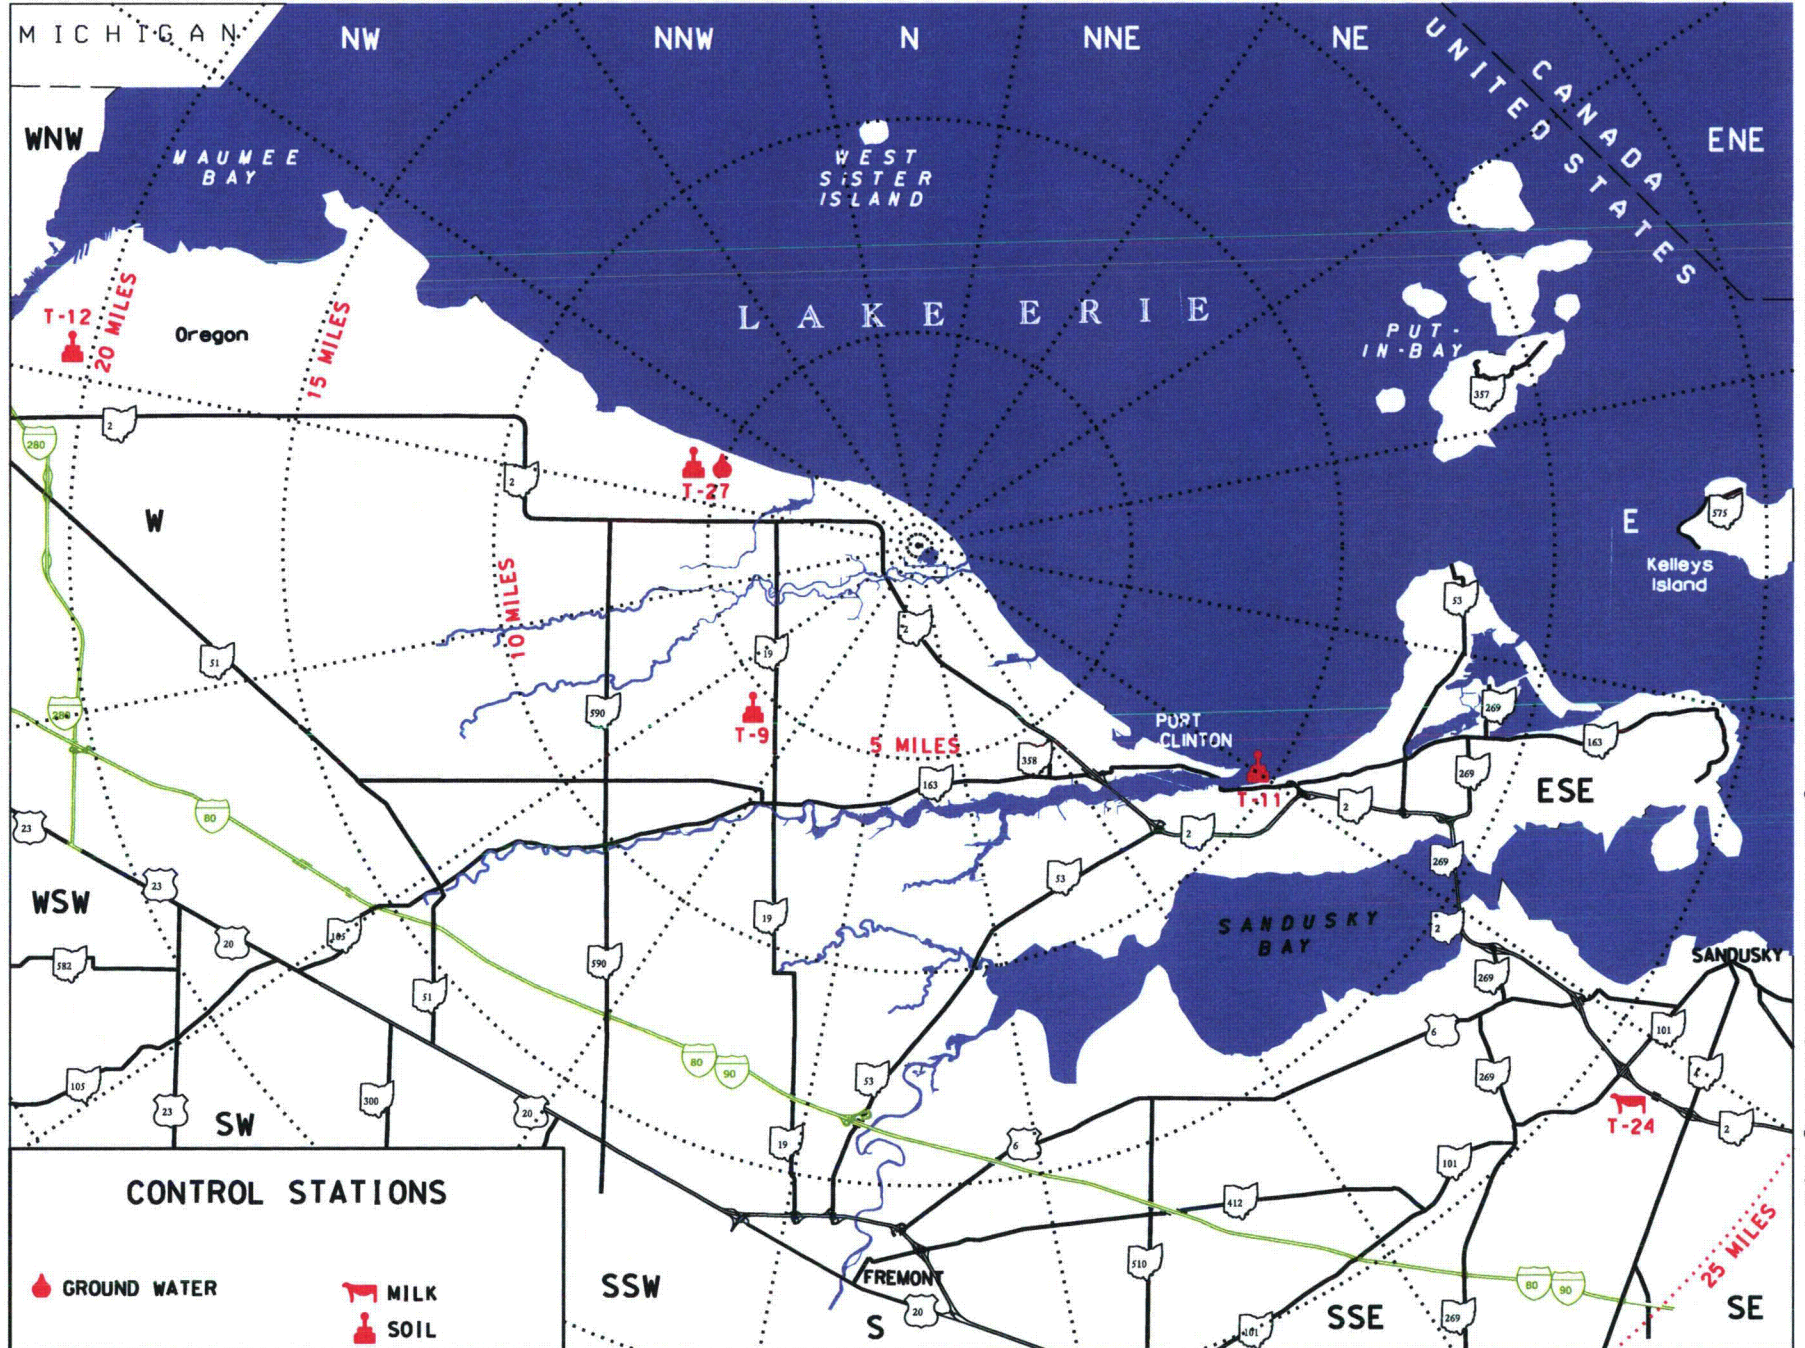 MICHIGAN
NW
NNW
N
NNE
NE
UNITED STATES
CANADA
WNW
ENE
MAUMEE
BAY
WEST
SISTER
ISLAND
T-12
20 MILES
Oregon
15 MILES
LAKE ERIE
PUT-
IN-BAY
357
2
280
2
T-27
W
E
575
Kelleys
Island
10 MILES
53
2
51
19
590
280
T-9
5 MILES
358
PORT
CLINTON
269
163
163
269
T-11
2
ESE
80
23
2
269
23
WSW
53
20
105
19
2
SANDUSKY
BAY
SANDUSKY
582
590
269
51
6
101
80
90
53
269
105
23
300
20
T-24
2
SW
19
6
101
412
25 MILES
CONTROL STATIONS
GROUND WATER
MILK
SOIL
SSW
FREMONT
20
S
510
SSE
101
269
80
90
SE